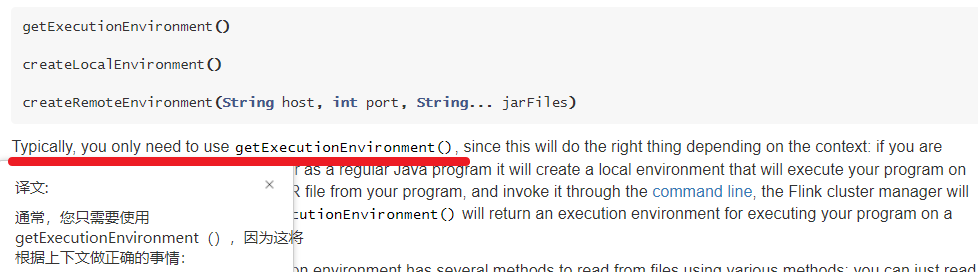 getExecutionEnvironment()
createLocalEnvironment()
createRemoteEnvironment(String host, int port, String... jarFiles)
Typically, you only need to use getExecutionEnvironment(), since this will do the right thing depending on the context: if you are
as a regular Java program it will create a local environment that will execute your program on
file from your program, and invoke it through the command line, the Flink cluster manager will
cutionEnvironment() will return an execution environment for executing your program on a
译文:
×
通常，您只需要使用
getExecutionEnvironment（），因为这将
根据上下文做正确的事情：
environment has several methods to read from files using various methods: you can just read